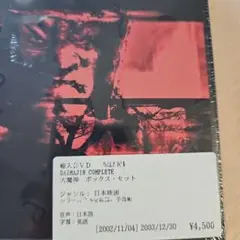 輸入DVD
DAIMAJIN COMPLETE
大魔神 ボックス・セット
ジャンル：日本映画
音声：日本語
字幕：英語
[2002/11/04] 2003/12/30
¥4,500